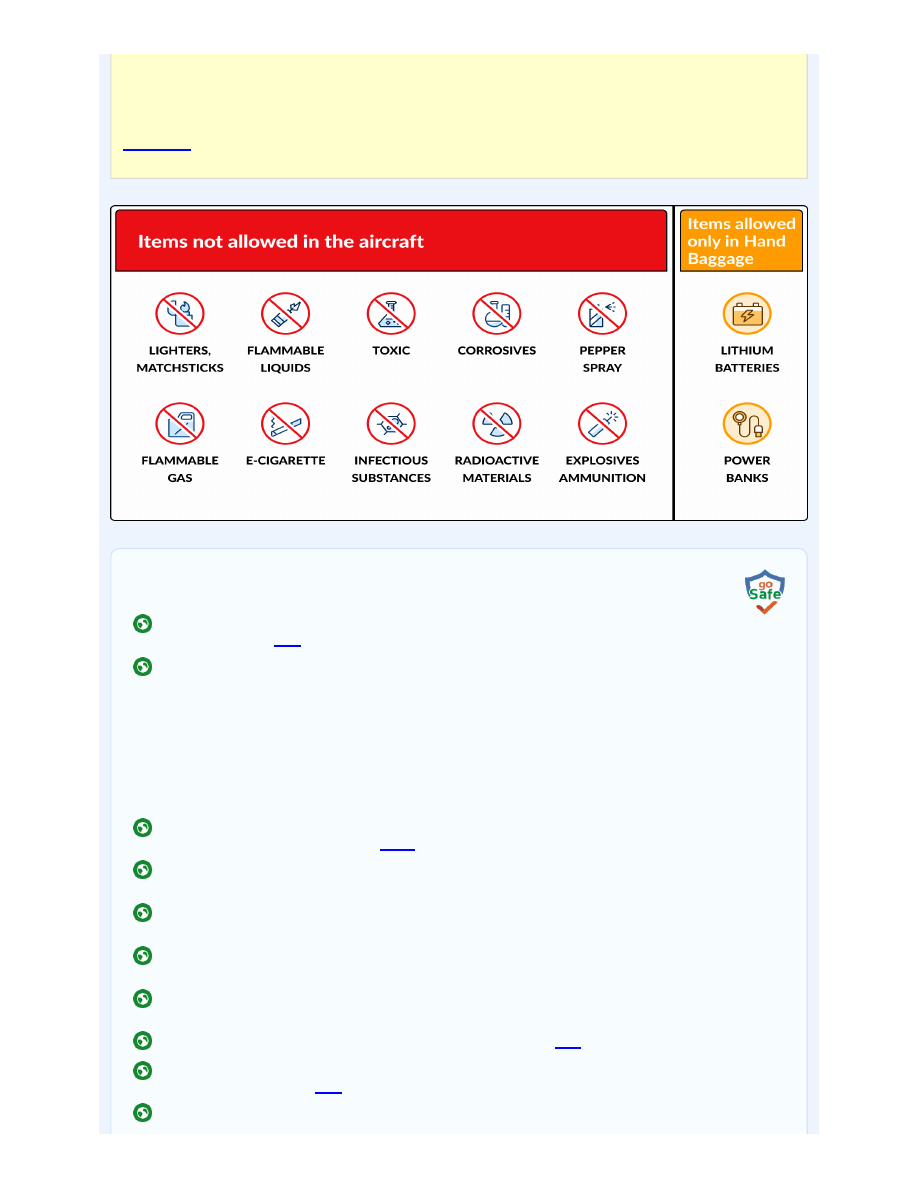 Items not allowed in the aircraft
Items allowed
only in Hand
Baggage
LIGHTERS,
MATCHSTICKS
FLAMMABLE
LIQUIDS
TOXIC
CORROSIVES
PEPPER
SPRAY
LITHIUM
BATTERIES
FLAMMABLE
GAS
E-CIGARETTE
INFECTIOUS
SUBSTANCES
RADIOACTIVE
MATERIALS
EXPLOSIVES
AMMUNITION
POWER
BANKS
go
Safe